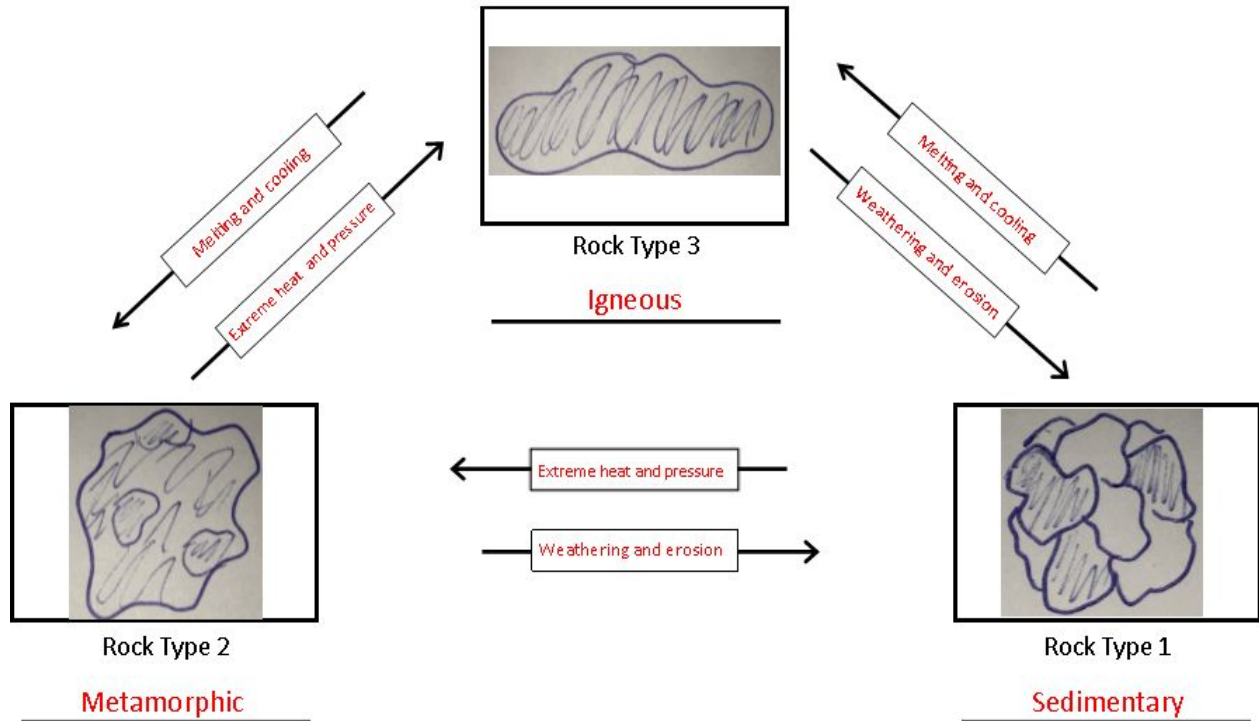 Melting and cooling
Extreme heat and pressure
Melting and cooling
Weathering and erosion
Rock Type 3
Igneous
Extreme heat and pressure
Weathering and erosion
Rock Type 2
Metamorphic
Rock Type 1
Sedimentary